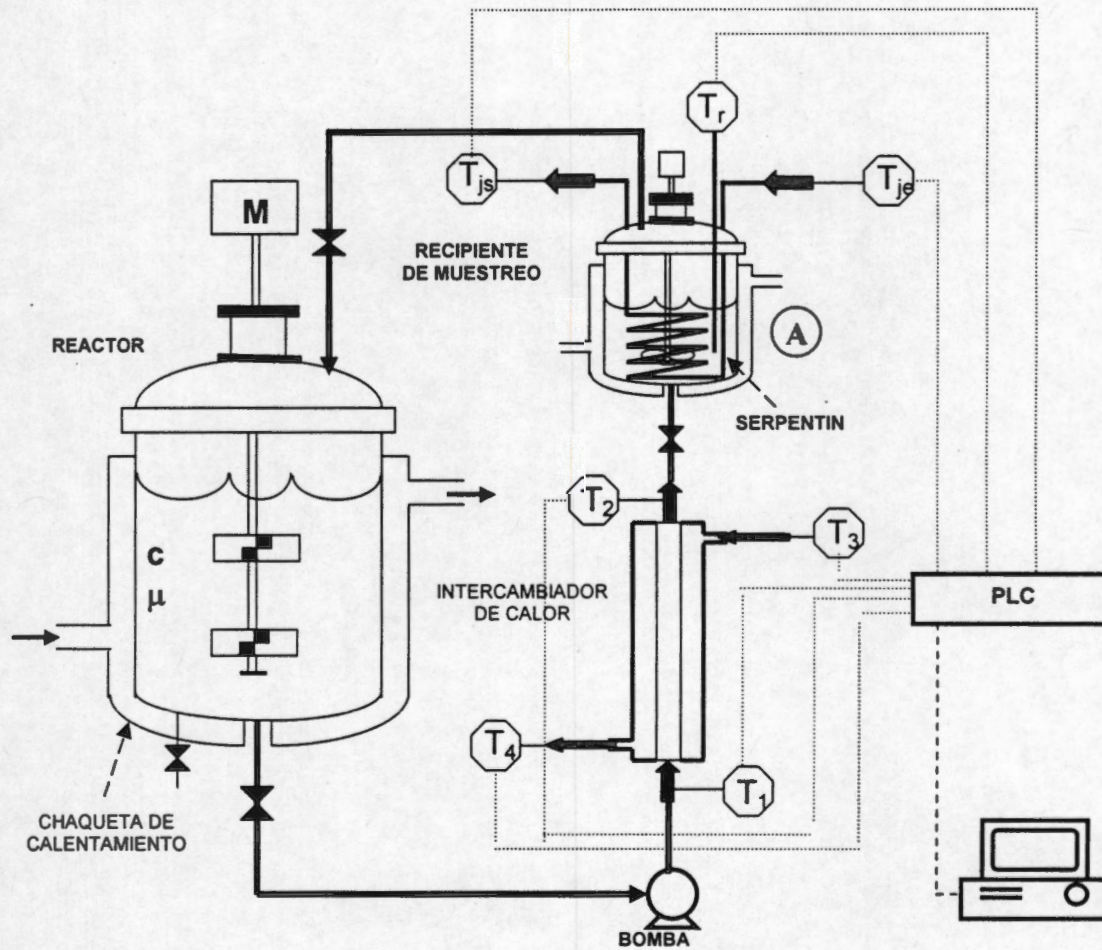 T_r
T_js
T_je
M
RECIPIENTE
DE MUESTREO
REACTOR
A
SERPENTIN
T_2
T_3
c
μ
INTERCAMBIADOR
DE CALOR
PLC
T_4
T_1
CHAQUETA DE
CALENTAMIENTO
BOMBA